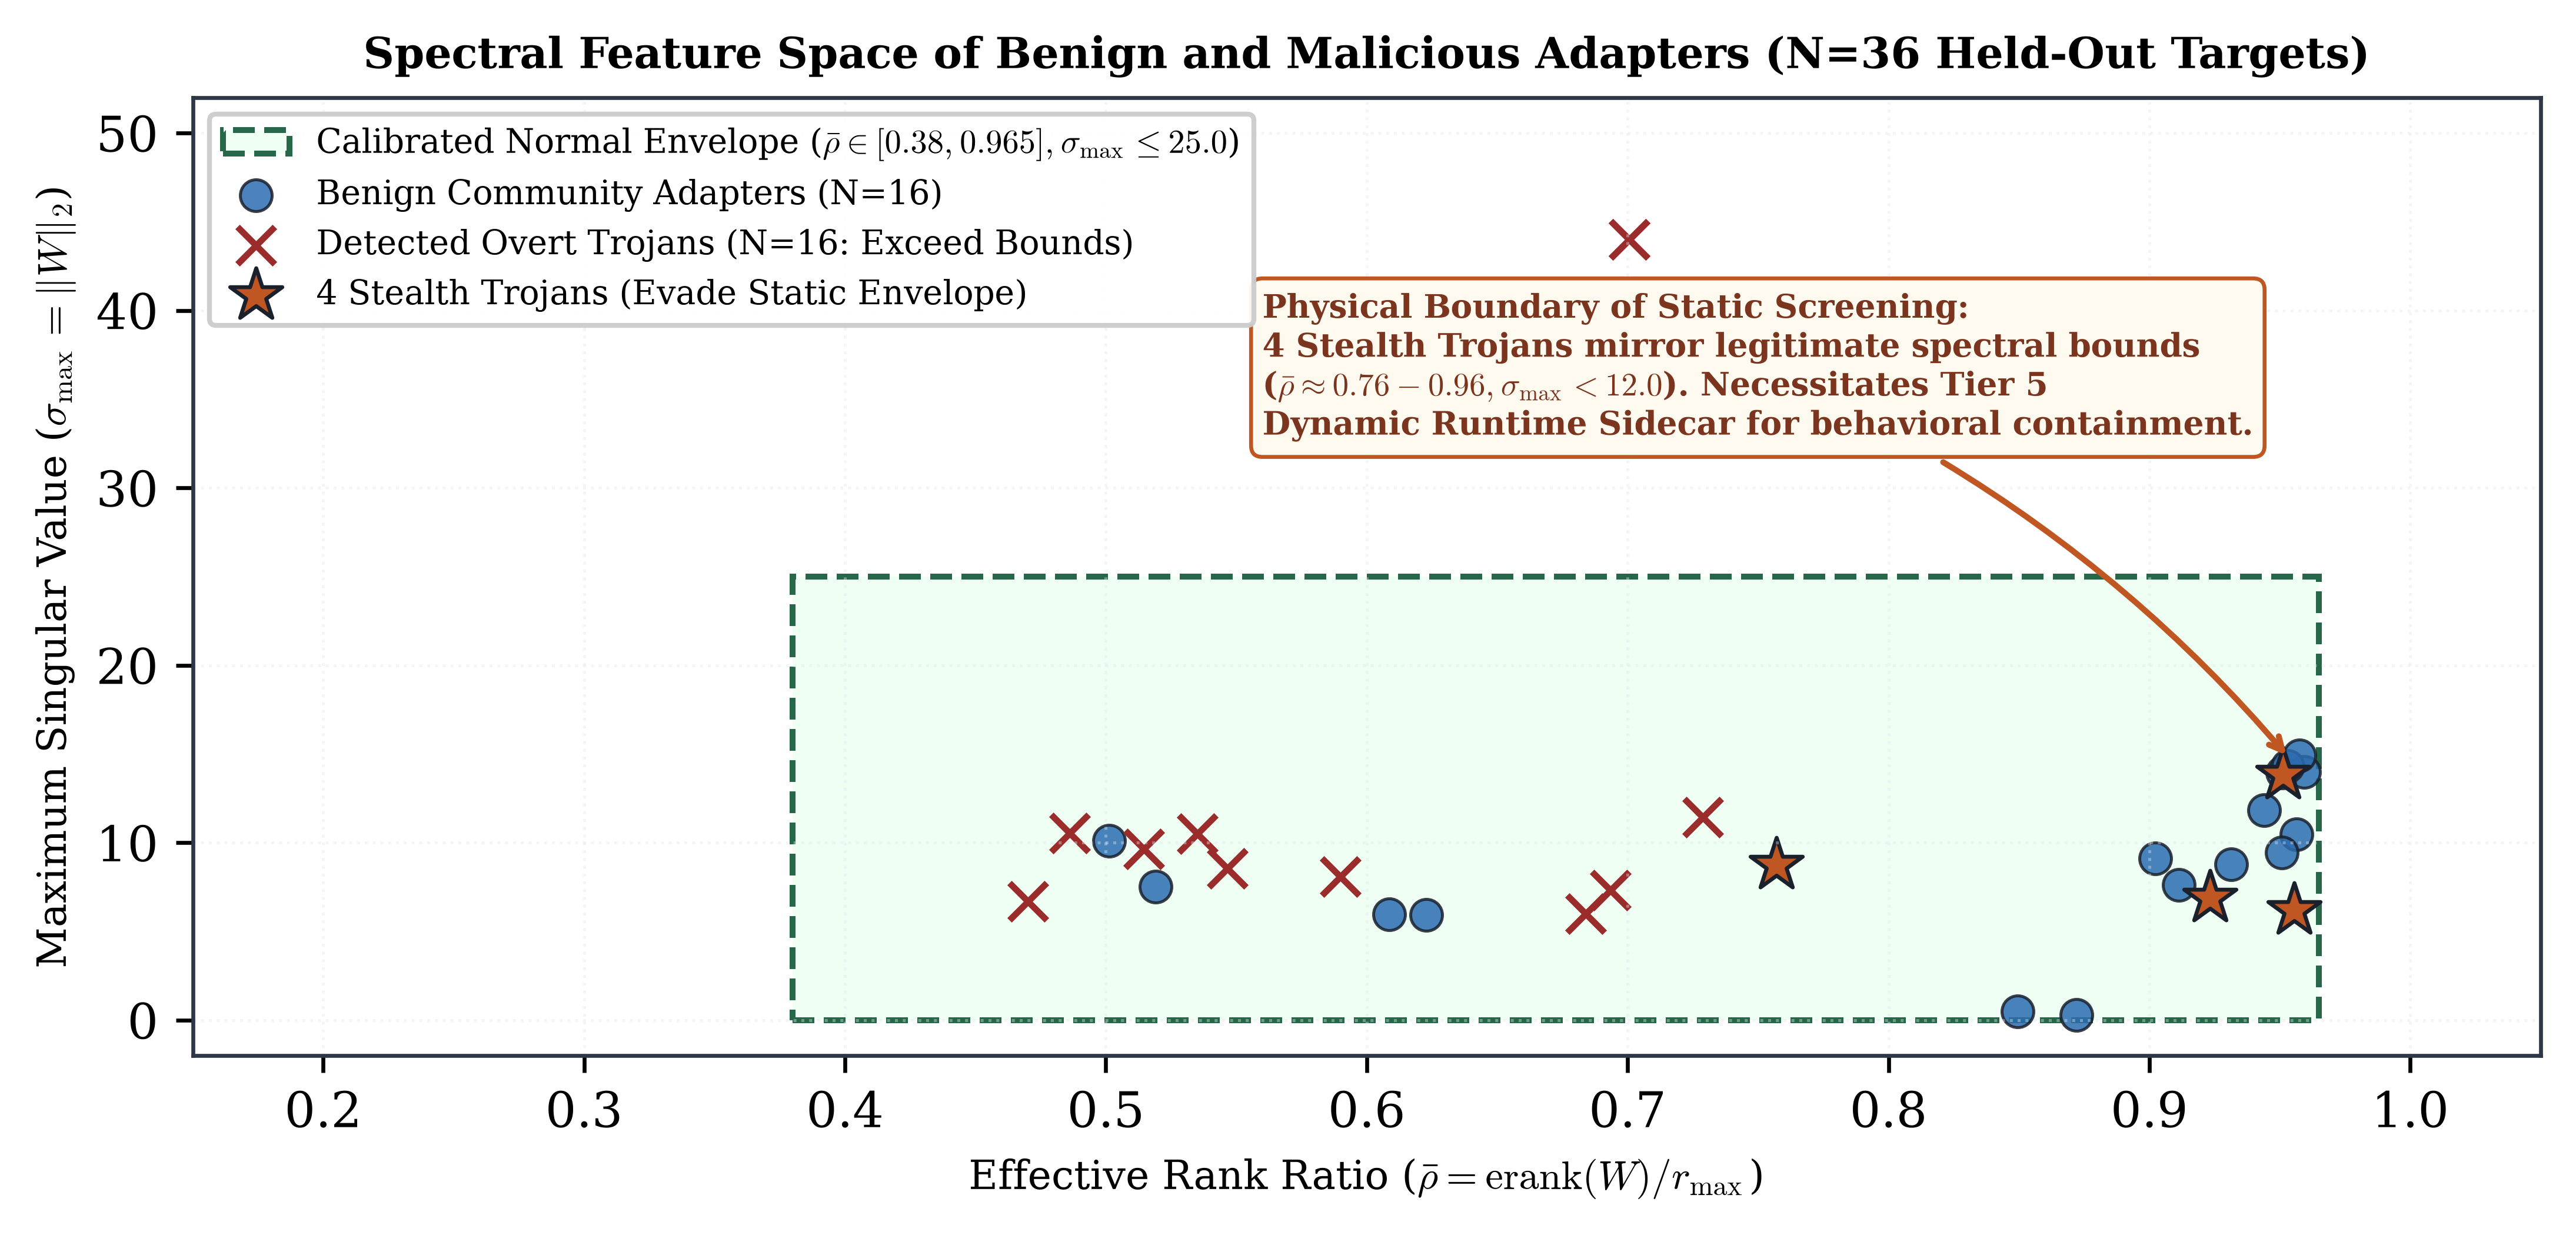 Spectral Feature Space of Benign and Malicious Adapters (N=36 Held-Out Targets)
Calibrated Normal Envelope (ρ̄ ∈ [0.38, 0.965], σ_max ≤ 25.0)
Benign Community Adapters (N=16)
Detected Overt Trojans (N=16: Exceed Bounds)
4 Stealth Trojans (Evade Static Envelope)
Physical Boundary of Static Screening:
4 Stealth Trojans mirror legitimate spectral bounds
(ρ̄ ≈ 0.76 − 0.96, σ_max < 12.0). Necessitates Tier 5
Dynamic Runtime Sidecar for behavioral containment.
Maximum Singular Value (σ_max = ||W||₂)
50
40
30
20
10
0
0.2 0.3 0.4 0.5 0.6 0.7 0.8 0.9 1.0
Effective Rank Ratio (ρ̄ = erank(W)/r_max)